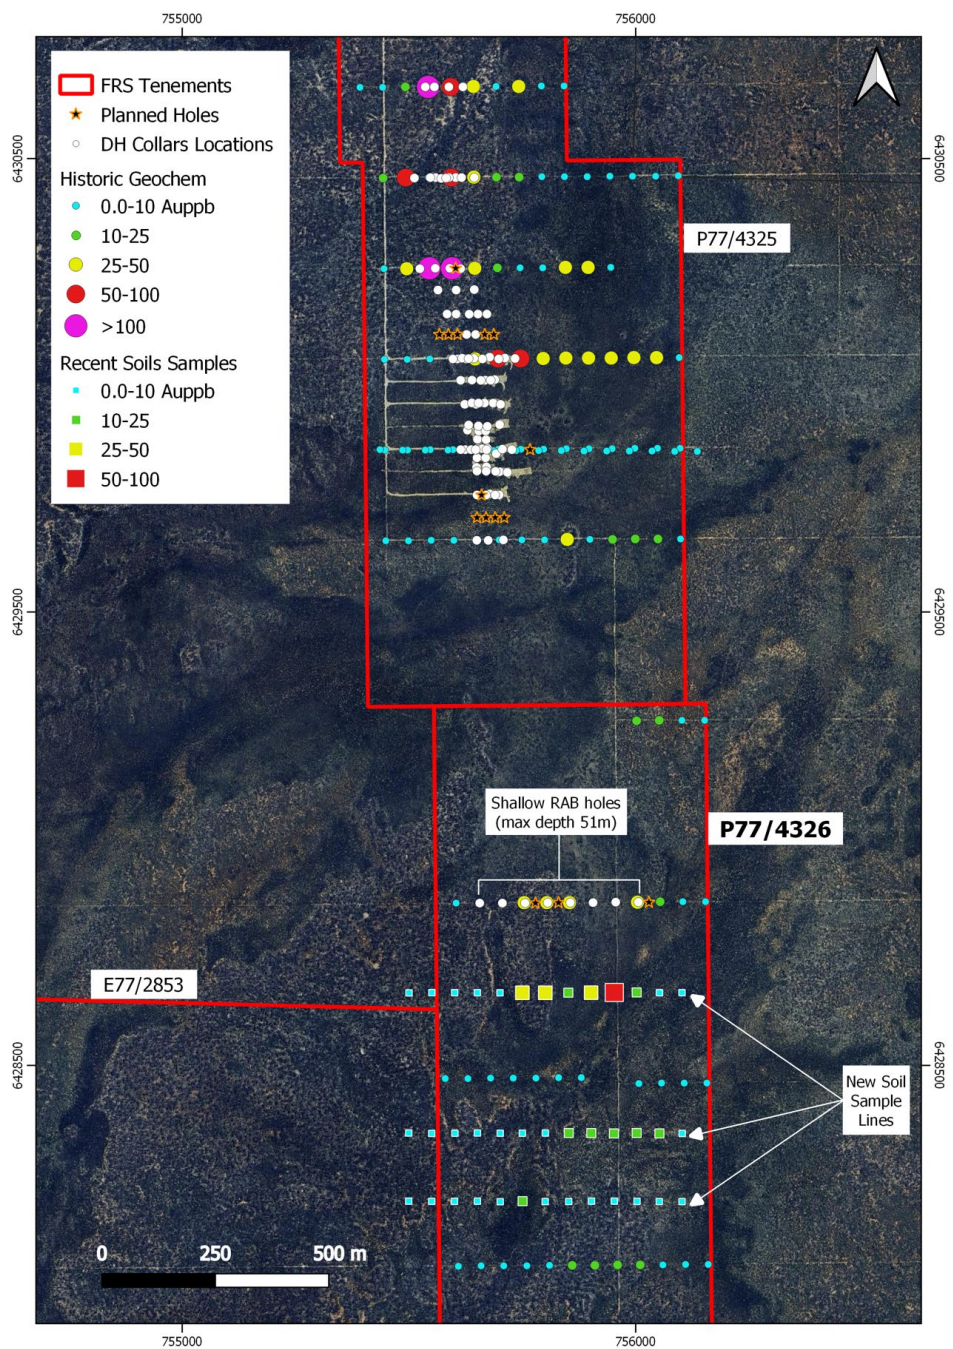 755000
756000
FRS Tenements
Planned Holes
DH Collars Locations
Historic Geochem
0.0-10 Auppb
10-25
25-50
50-100
>100
Recent Soils Samples
0.0-10 Auppb
10-25
25-50
50-100
6430500
6430500
P77/4325
6429500
6429500
Shallow RAB holes
(max depth 51m)
P77/4326
E77/2853
6428500
6428500
New Soil
Sample
Lines
0 250 500 m
755000
756000